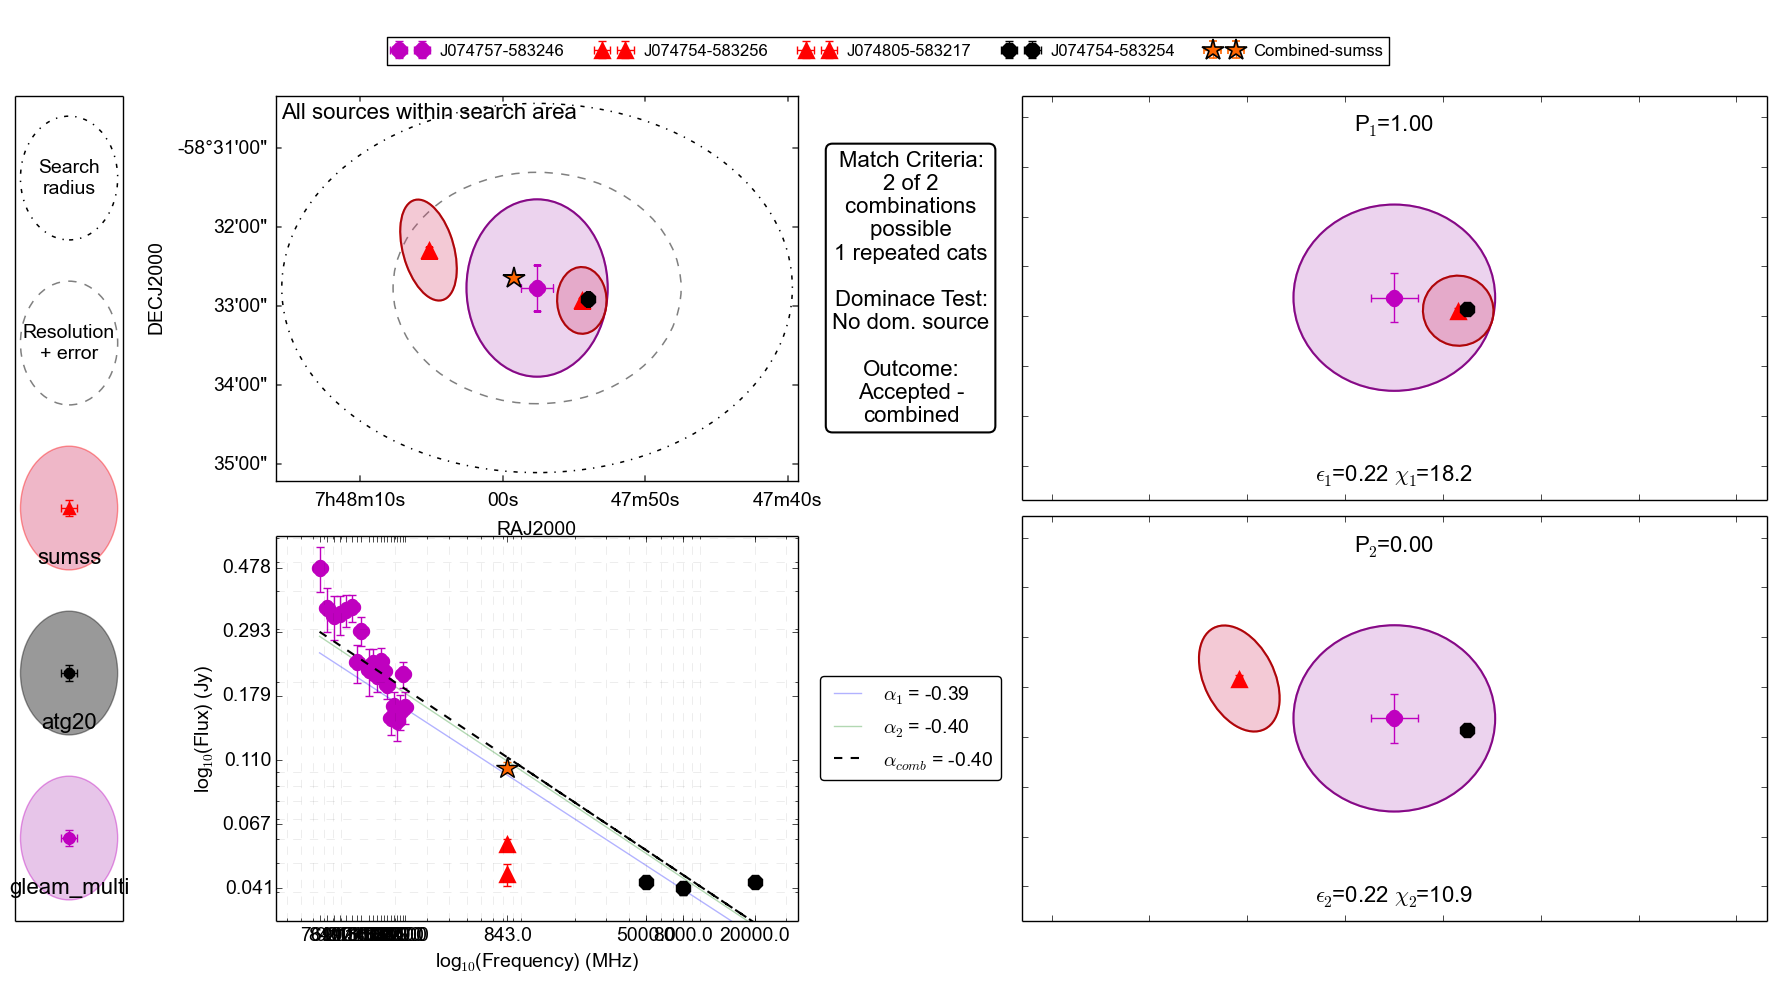 J074757-583246 J074754-583256 J074805-583217 J074754-583254 Combined-sumss
Search
radius
Resolution
+ error
sumss
atg20
gleam_multi
All sources within search area
DECJ2000
-58°31'00"
32'00"
33'00"
34'00"
35'00"
7h48m10s 00s 47m50s 47m40s
RAJ2000
Match Criteria:
2 of 2
combinations
possible
1 repeated cats
Dominace Test:
No dom. source
Outcome:
Accepted -
combined
P1=1.00
ϵ1=0.22 χ1=18.2
log10(Flux) (Jy)
0.478
0.293
0.179
0.110
0.067
0.041
843.0 5000.0 8000.0 20000.0
log10(Frequency) (MHz)
α1 = -0.39
α2 = -0.40
αcomb = -0.40
P2=0.00
ϵ2=0.22 χ2=10.9